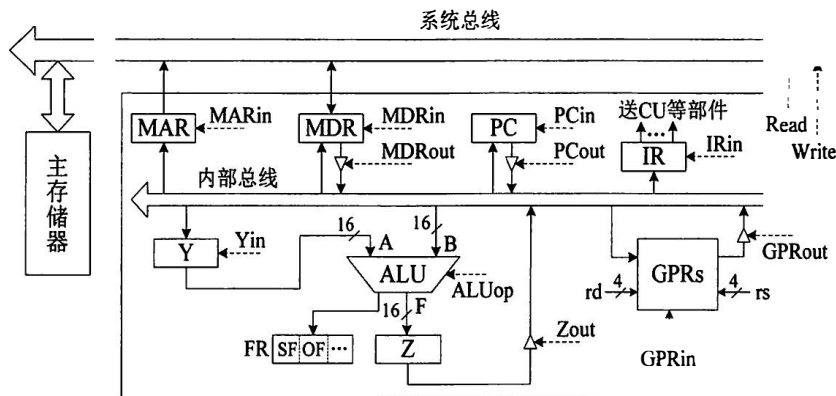 系统总线
MAR
MARin
MDR
MDRin
MDRout
PC
PCin
PCout
送CU等部件
...
IR
IRin
Read
Write
主存储器
内部总线
Y
Yin
16
A
16
B
ALU
ALUop
16
F
FR
SF
OF
...
Z
Zout
GPRs
GPRout
rd
4
4
rs
GPRin